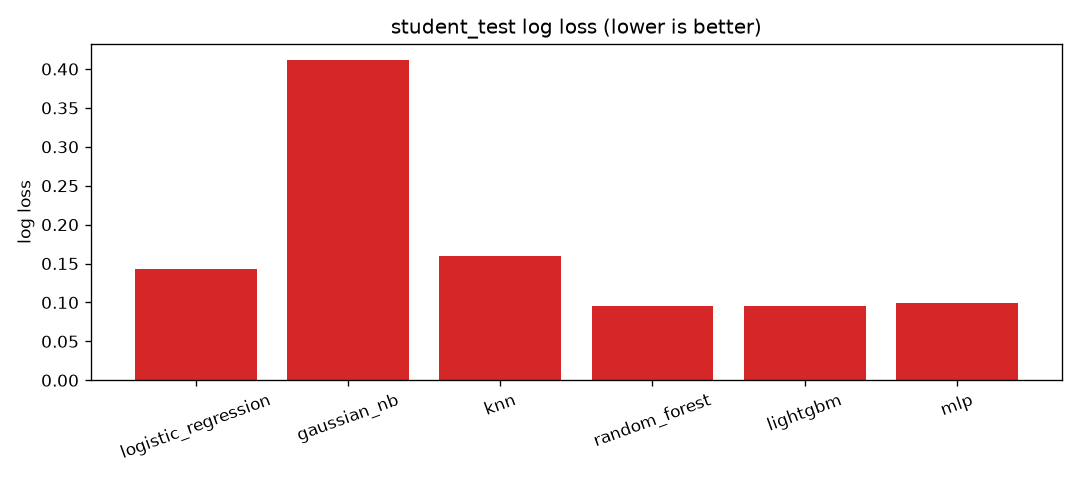 student_test log loss (lower is better)
log loss
0.40
0.35
0.30
0.25
0.20
0.15
0.10
0.05
0.00
logistic_regression
gaussian_nb
knn
random_forest
lightgbm
mlp